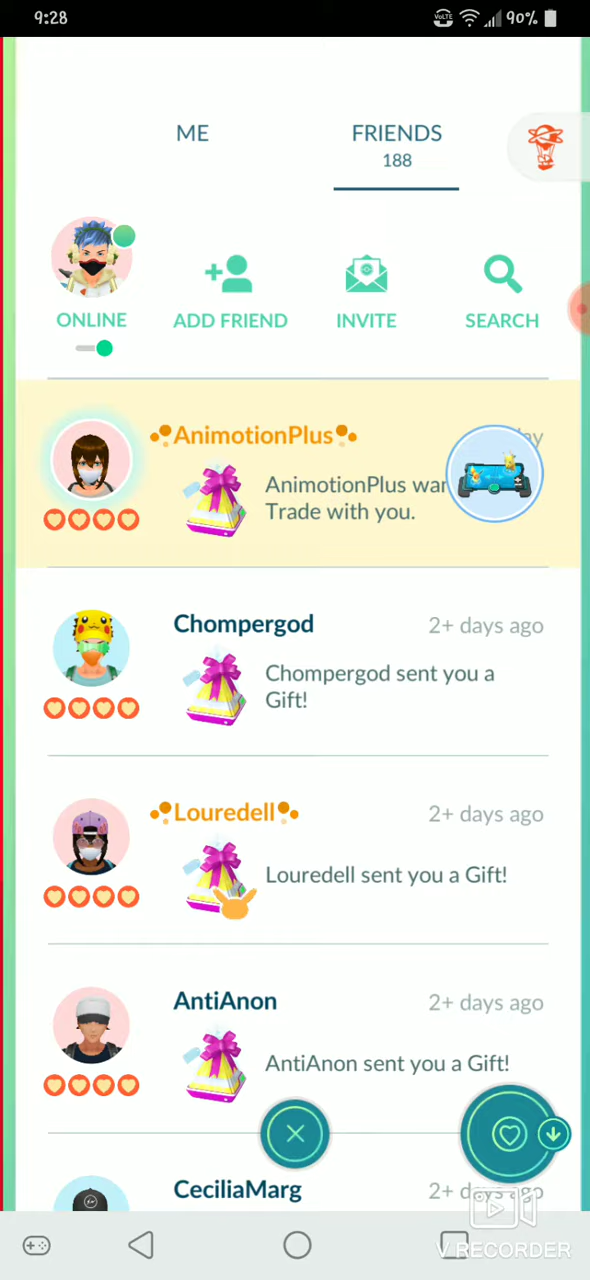 9:28
VoLTE
90%
ME
FRIENDS
188
ONLINE
ADD FRIEND
INVITE
SEARCH
AnimotionPlus
AnimotionPlus
Trade with you.
Chompergod
2+ days ago
Chompergod sent you a
Gift!
Louredell
2+ days ago
Louredell sent you a Gift!
AntiAnon
2+ days ago
AntiAnon sent you a Gift!
CeciliaMarg
2+ days ago
V RECORDER